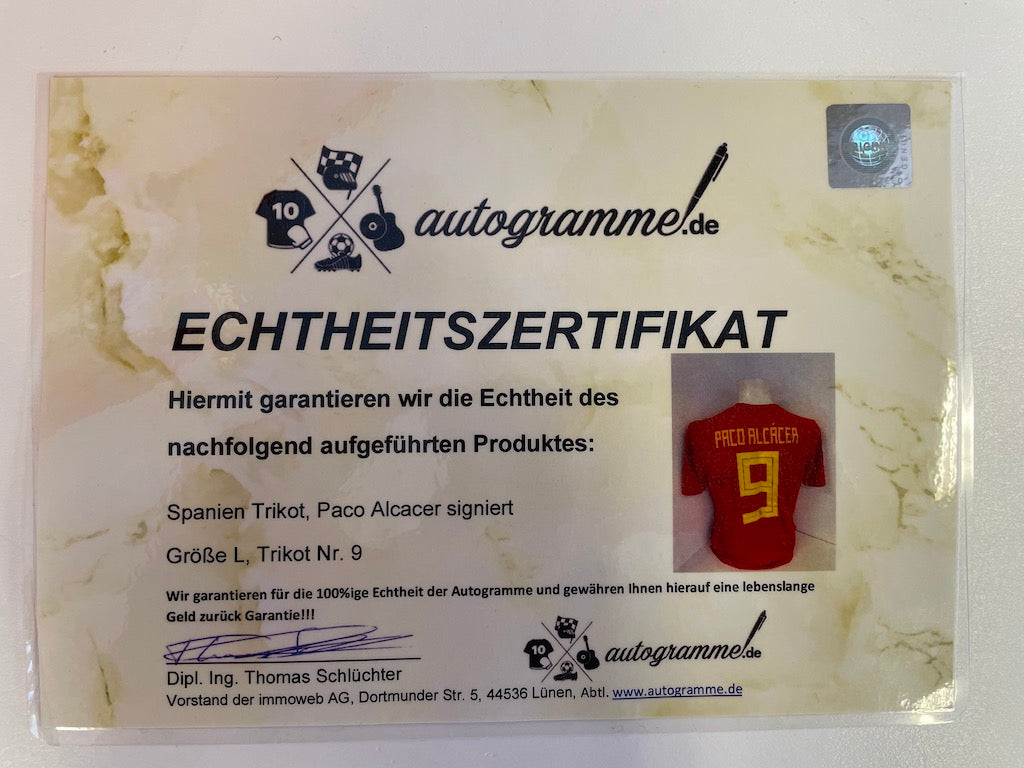 10
autogramme.de
ECHTHEITSZERTIFIKAT
Hiermit garantieren wir die Echtheit des
nachfolgend aufgeführten Produktes:
PACO ALCÁCER
9
Spanien Trikot, Paco Alcacer signiert
Größe L, Trikot Nr. 9
Wir garantieren für die 100%ige Echtheit der Autogramme und gewähren Ihnen hierauf eine lebenslange
Geld zurück Garantie!!!
10
autogramme.de
Dipl. Ing. Thomas Schlüchter
Vorstand der immoweb AG, Dortmunder Str. 5, 44536 Lünen, Abtl. www.autogramme.de